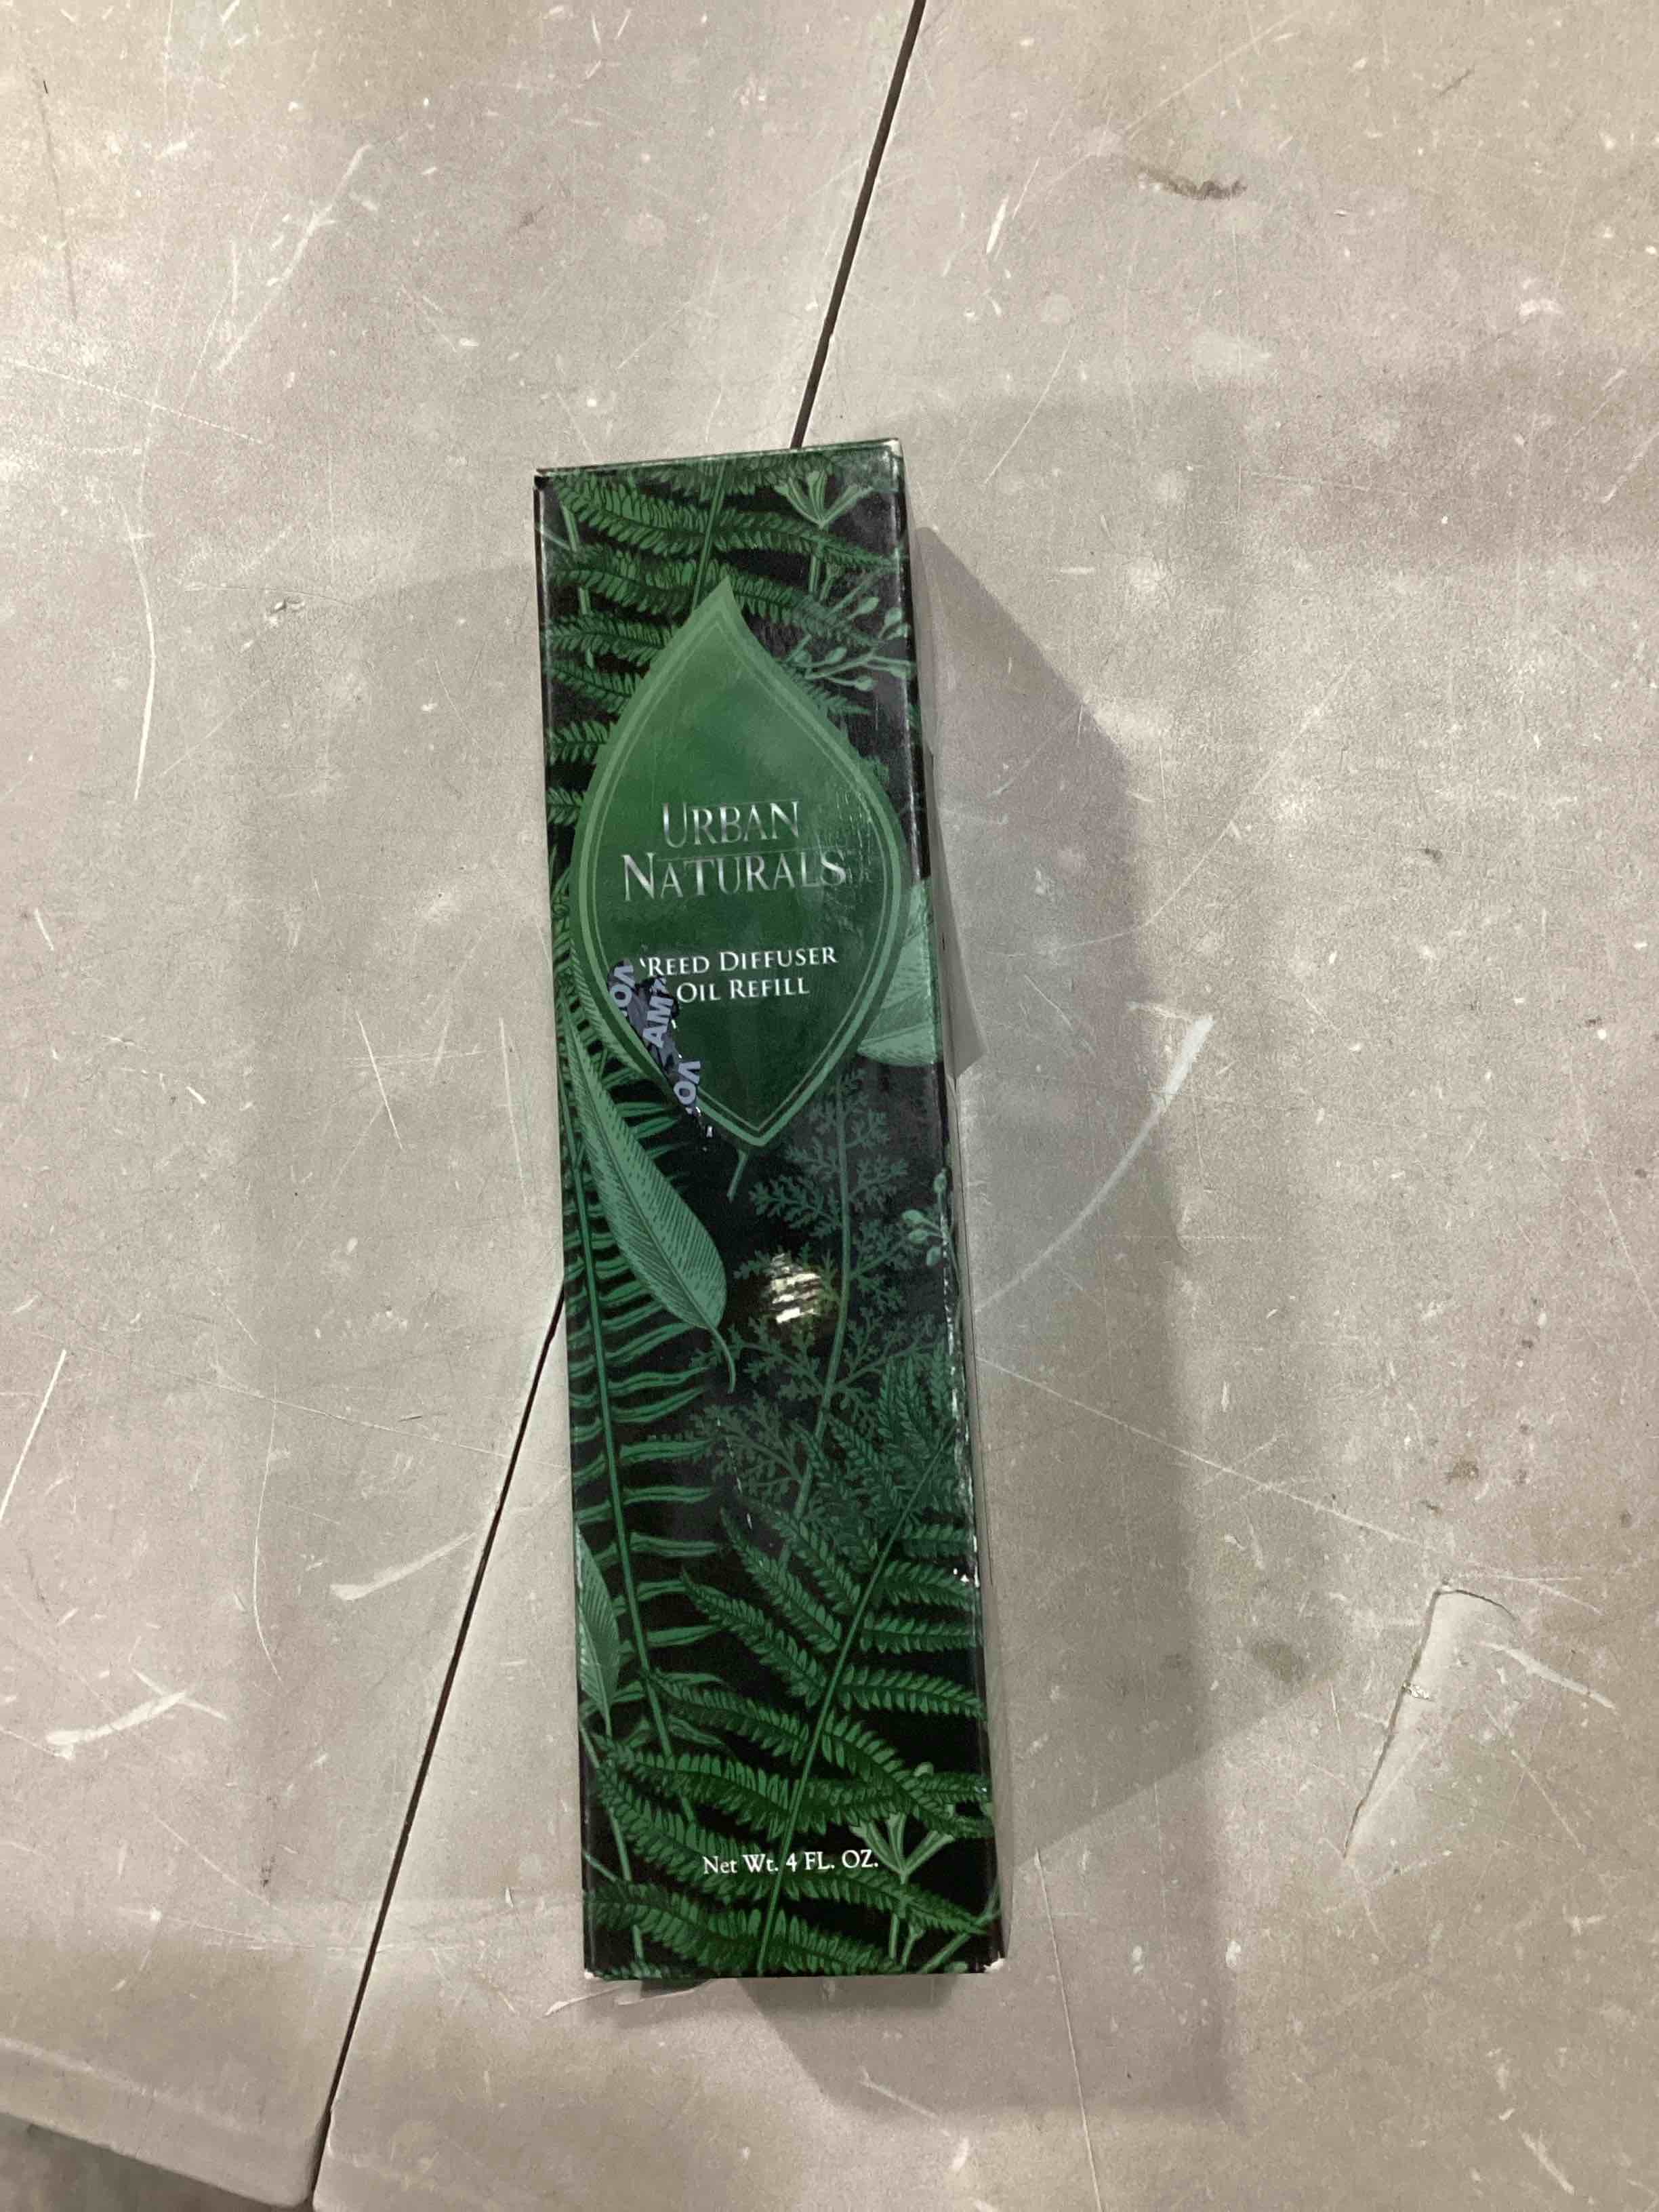 URBAN
NATURALS
REED DIFFUSER
OIL REFILL
Net Wt. 4 FL. OZ.